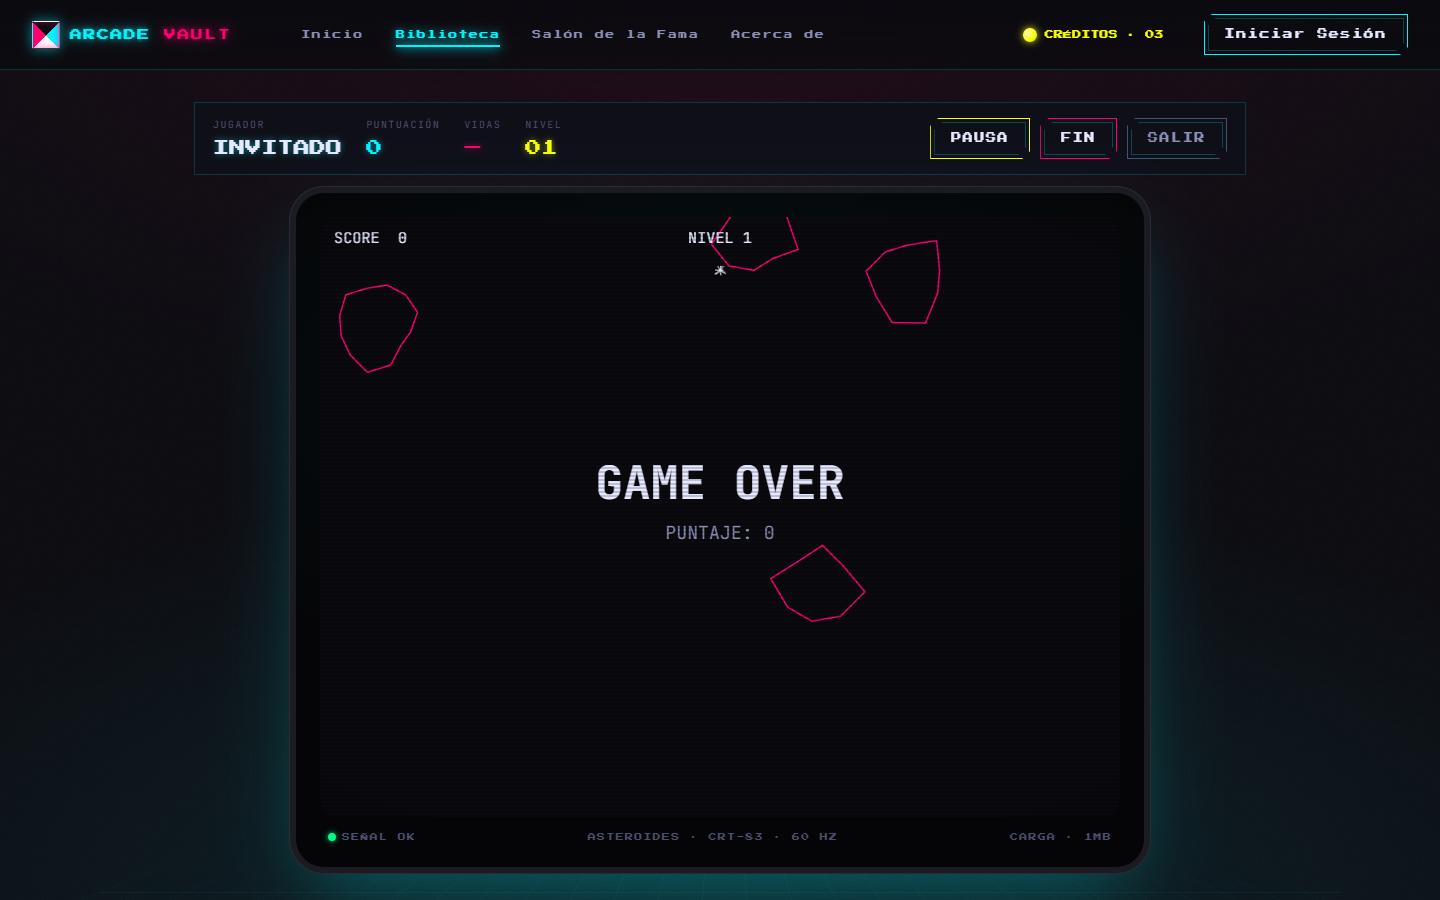 ARCADE VAULT
Inicio
Biblioteca
Salón de la Fama
Acerca de
CRéDITOS · 03
Iniciar Sesión
JUGADOR
INVITADO
PUNTUACIÓN
0
VIDAS
—
NIVEL
01
PAUSA
FIN
SALIR
SCORE 0
NIVEL 1
GAME OVER
PUNTAJE: 0
SEñAL OK
ASTEROIDES · CRT-83 · 60 HZ
CARGA · 1MB